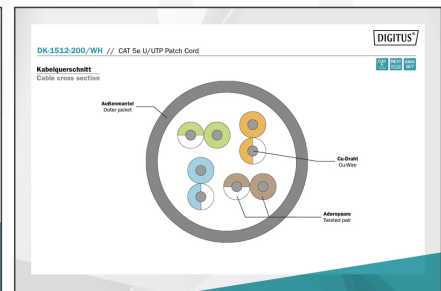 DIGITUS®
DK-1512-200/WH // CAT 5e U/UTP Patch Cord
Kabelquerschnitt
Cable cross section
Außenmantel
Outer jacket
Cu-Draht
Cu-Wire
Adernpaare
Twisted pair